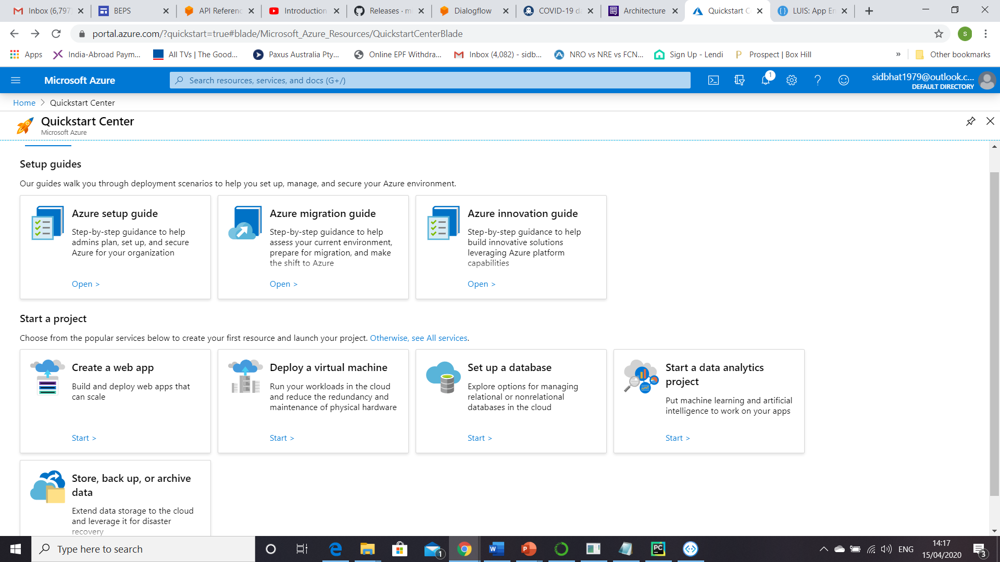 Inbox (6,797
BEPS
API Referenc
Introduction
Releases · m
Dialogflow
COVID-19 d
Architecture
Quickstart C
LUIS: App En
portal.azure.com/?quickstart=true#blade/Microsoft_Azure_Resources/QuickstartCenterBlade
s
Apps
India-Abroad Paym...
All TVs | The Good...
Paxus Australia Pty...
Online EPF Withdra...
Inbox (4,082) - sidb...
NRO vs NRE vs FCN...
Sign Up - Lendi
Prospect | Box Hill
»
Other bookmarks
Microsoft Azure
Search resources, services, and docs (G+/)
1
sidbhat1979@outlook.c...
DEFAULT DIRECTORY
Home > Quickstart Center
Quickstart Center
Microsoft Azure
Setup guides
Our guides walk you through deployment scenarios to help you set up, manage, and secure your Azure environment.
Azure setup guide
Step-by-step guidance to help
admins plan, set up, and secure
Azure for your organization
Open >
Azure migration guide
Step-by-step guidance to help
assess your current environment,
prepare for migration, and make
the shift to Azure
Open >
Azure innovation guide
Step-by-step guidance to help
build innovative solutions
leveraging Azure platform
capabilities
Open >
Start a project
Choose from the popular services below to create your first resource and launch your project. Otherwise, see All services.
Create a web app
Build and deploy web apps that
can scale
Start >
Deploy a virtual machine
Run your workloads in the cloud
and reduce the redundancy and
maintenance of physical hardware
Start >
Set up a database
Explore options for managing
relational or nonrelational
databases in the cloud
Start >
Start a data analytics
project
Put machine learning and artificial
intelligence to work on your apps
Start >
Store, back up, or archive
data
Extend data storage to the cloud
and leverage it for disaster
recovery
Type here to search
1
W
P
PC
ENG
14:17
15/04/2020
3